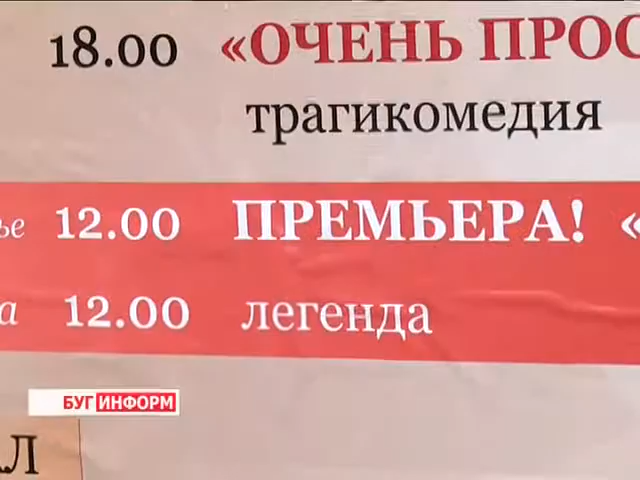 18.00 «ОЧЕНЬ ПРОС
трагикомедия
ье 12.00 ПРЕМЬЕРА! «
а 12.00 легенда
БУГ ИНФОРМ
Л